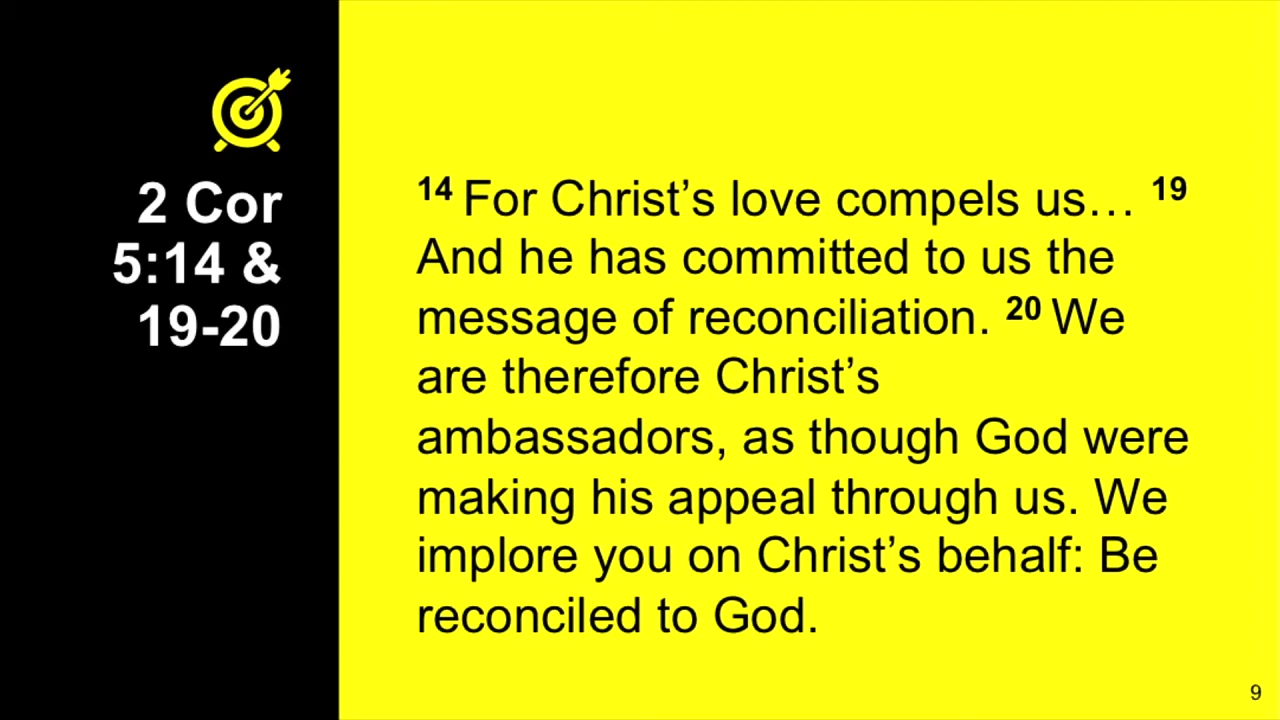 2 Cor
5:14 &
19-20
14 For Christ’s love compels us… 19
And he has committed to us the
message of reconciliation. 20 We
are therefore Christ’s
ambassadors, as though God were
making his appeal through us. We
implore you on Christ’s behalf: Be
reconciled to God.
9